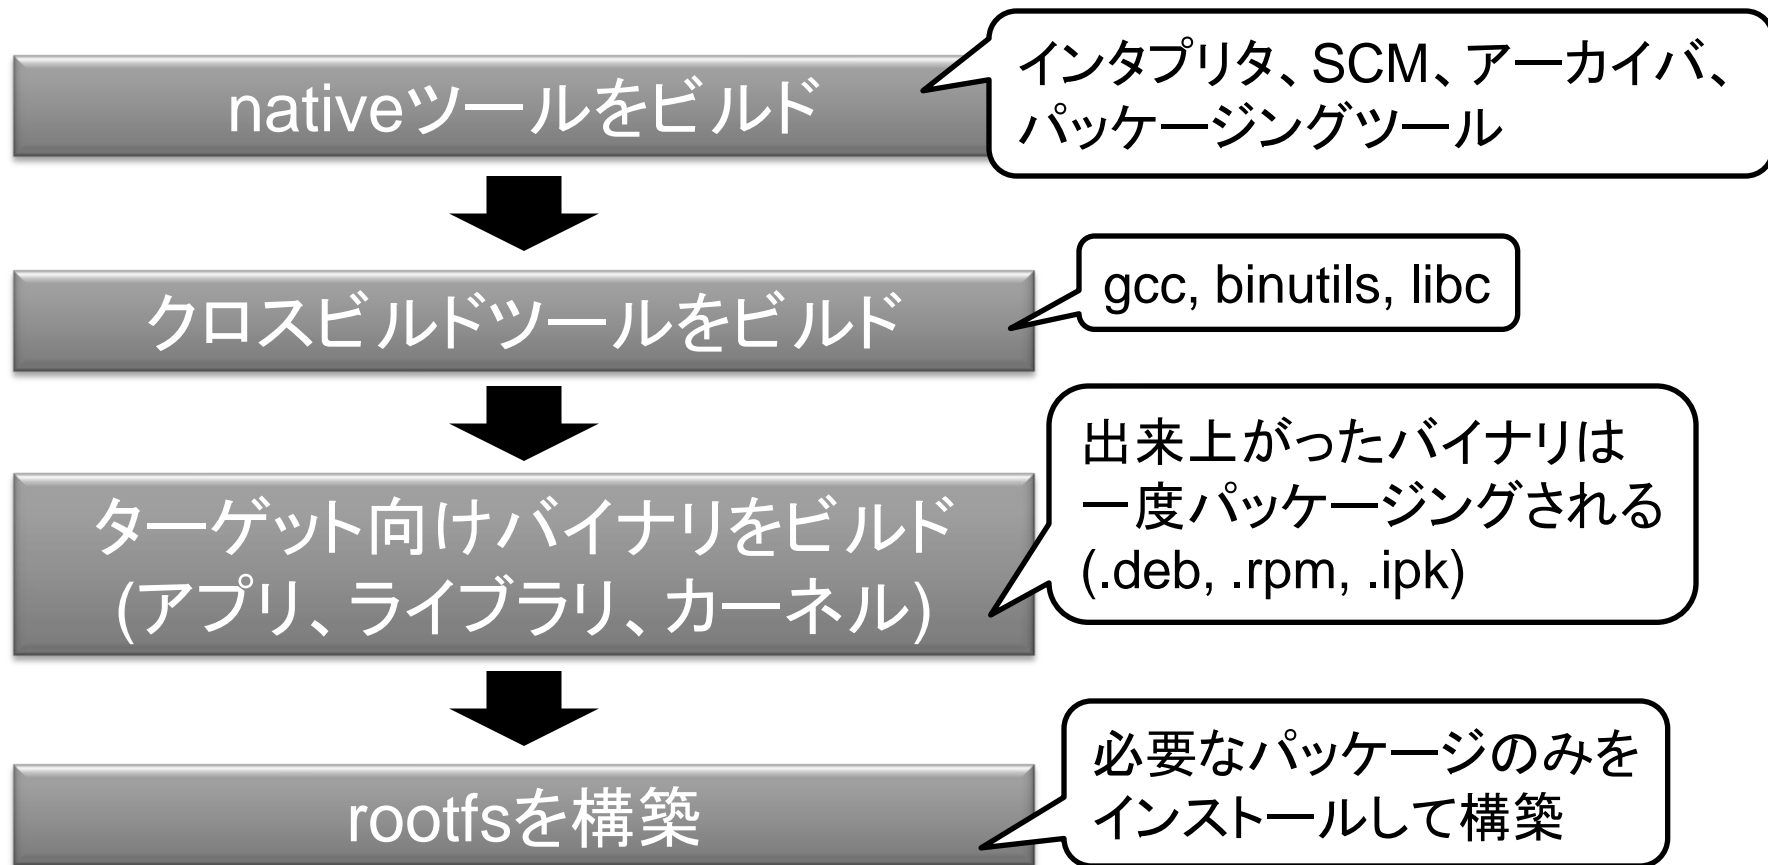 nativeツールをビルド
インタプリタ、SCM、アーカイバ、
パッケージングツール
クロスビルドツールをビルド
gcc, binutils, libc
ターゲット向けバイナリをビルド
(アプリ、ライブラリ、カーネル)
出来上がったバイナリは
一度パッケージングされる
(.deb, .rpm, .ipk)
rootfsを構築
必要なパッケージのみを
インストールして構築